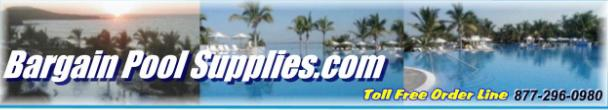 Bargain Pool Supplies.com
Toll Free Order Line 877-296-0980